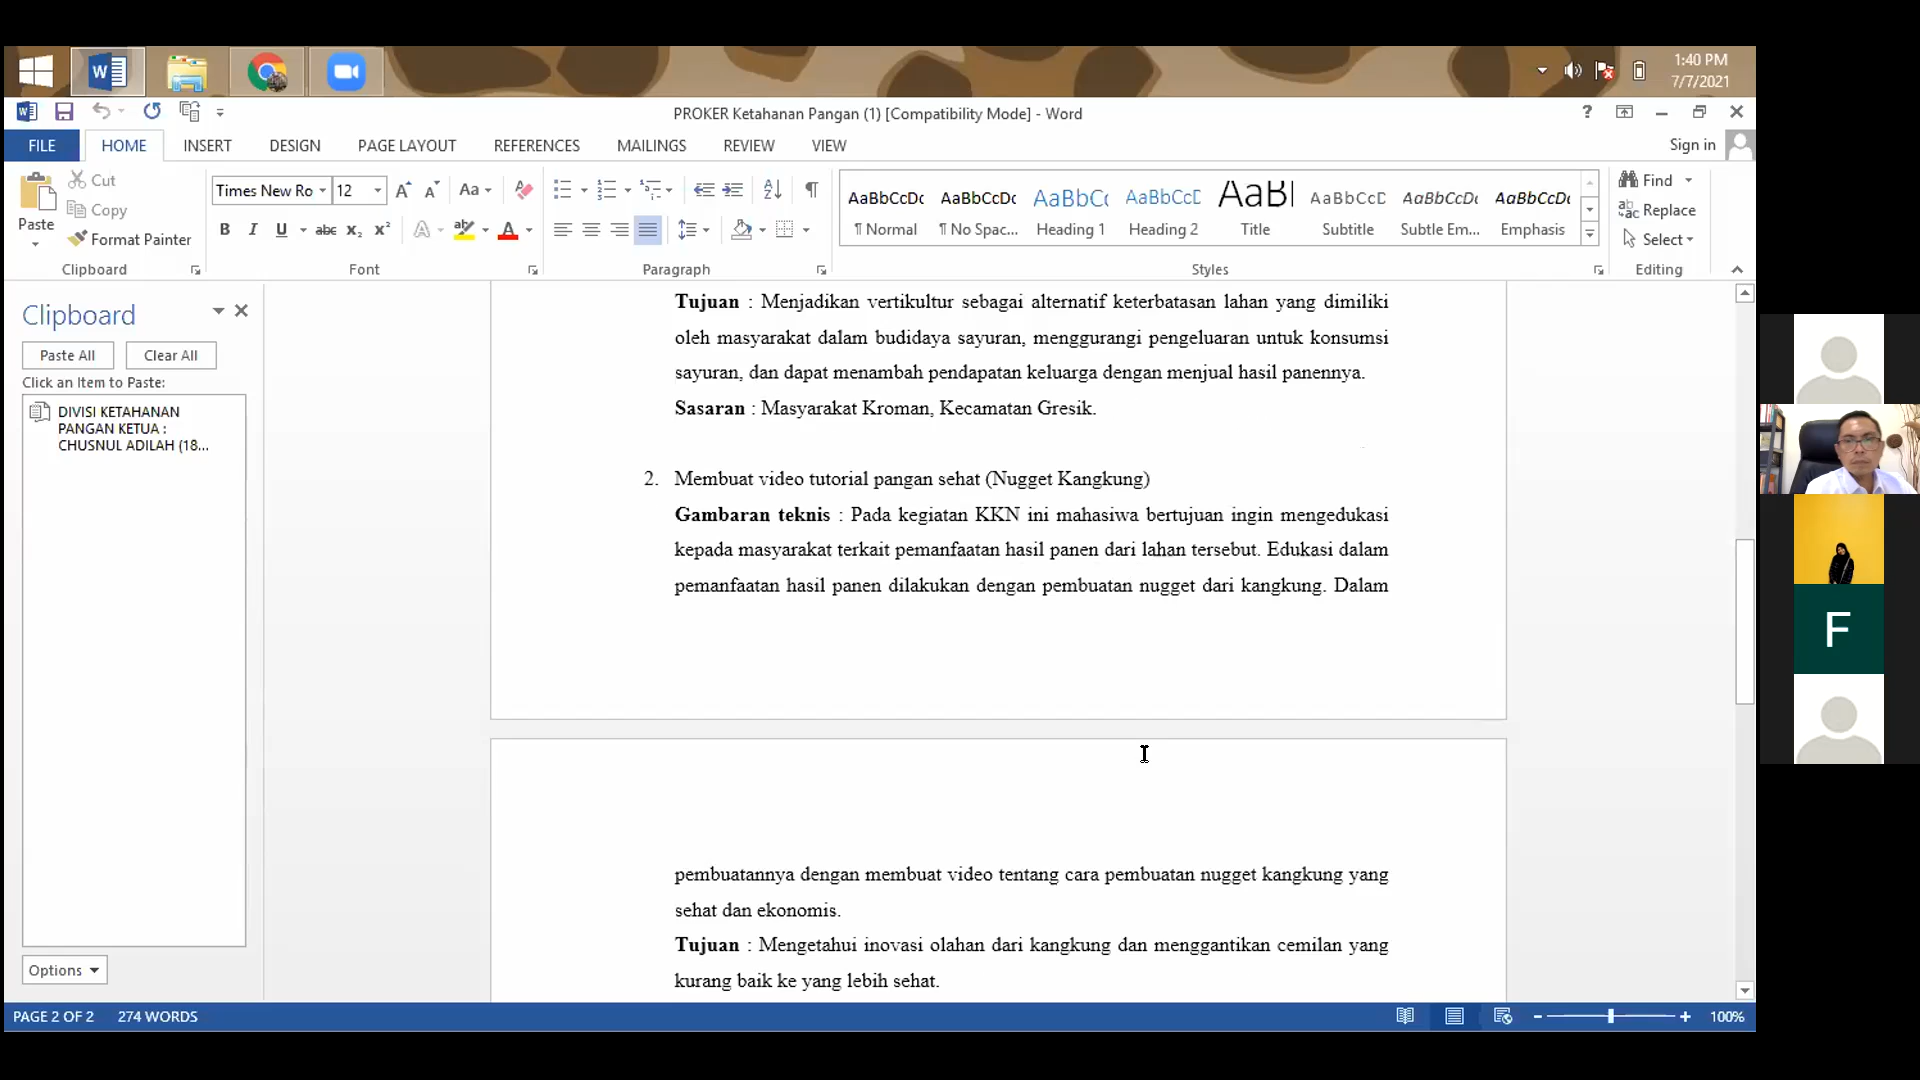 1:40 PM
7/7/2021
PROKER Ketahanan Pangan (1) [Compatibility Mode] - Word
FILE HOME INSERT DESIGN PAGE LAYOUT REFERENCES MAILINGS REVIEW VIEW Sign in
Paste
Cut
Copy
Format Painter
Clipboard
Times New Ro 12
Font
Paragraph
AaBbCcDc AaBbCcDc AaBbCc AaBbCcD AaBl AaBbCcD AaBbCcDc AaBbCcDc
¶ Normal ¶ No Spac... Heading 1 Heading 2 Title Subtitle Subtle Em... Emphasis
Styles
Find
Replace
Select
Editing
Clipboard
Paste All Clear All
Click an Item to Paste:
DIVISI KETAHANAN
PANGAN KETUA :
CHUSNUL ADILAH (18...
Options
Tujuan : Menjadikan vertikultur sebagai alternatif keterbatasan lahan yang dimiliki
oleh masyarakat dalam budidaya sayuran, menggurangi pengeluaran untuk konsumsi
sayuran, dan dapat menambah pendapatan keluarga dengan menjual hasil panennya.
Sasaran : Masyarakat Kroman, Kecamatan Gresik.
2. Membuat video tutorial pangan sehat (Nugget Kangkung)
Gambaran teknis : Pada kegiatan KKN ini mahasiwa bertujuan ingin mengedukasi
kepada masyarakat terkait pemanfaatan hasil panen dari lahan tersebut. Edukasi dalam
pemanfaatan hasil panen dilakukan dengan pembuatan nugget dari kangkung. Dalam
pembuatannya dengan membuat video tentang cara pembuatan nugget kangkung yang
sehat dan ekonomis.
Tujuan : Mengetahui inovasi olahan dari kangkung dan menggantikan cemilan yang
kurang baik ke yang lebih sehat.
F
PAGE 2 OF 2 274 WORDS 100%